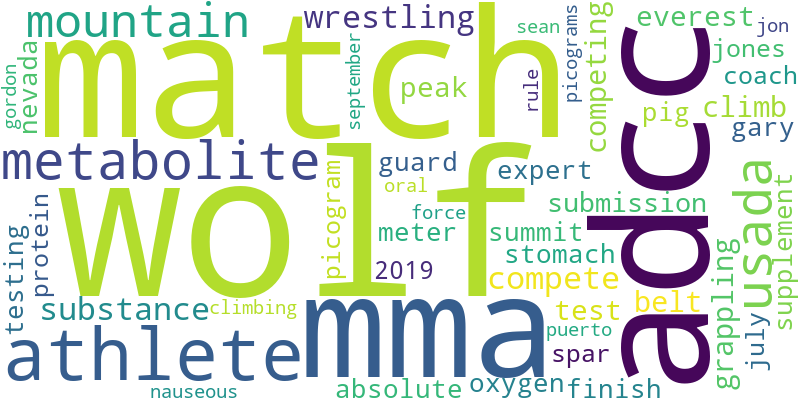 mountain
wrestling
sean
everest
jon
match
gordon
nevada
september
peak
rule
picograms
competing
jones
coach
pig
climb
gary
adcc
metabolite
wolf
guard
expert
oral
force
submission
picogram
meter
summit
stomach
2019
compete
usada
supplement
testing
protein
substance
climbing
mma
test
belt
grappling
july
athlete
puerto
spar
nauseous
absolute
oxygen
finish